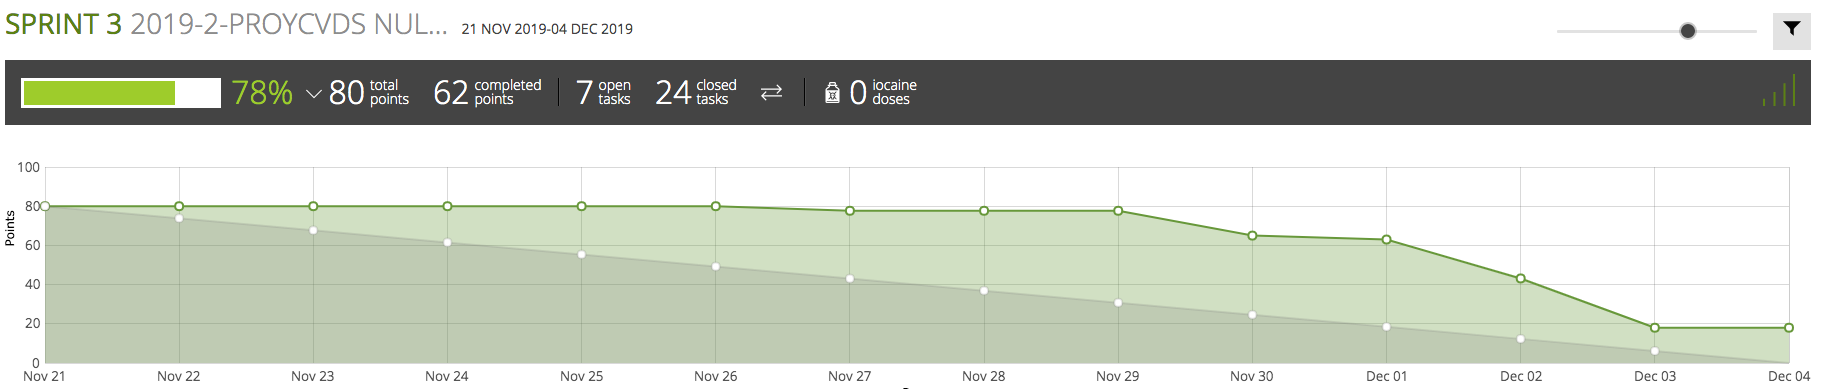 SPRINT 3 2019-2-PROYCVDS NUL... 21 NOV 2019-04 DEC 2019
78% 80 total points 62 completed points 7 open tasks 24 closed tasks 0 iocaine doses
100
80
60
40
20
0
Points
Nov 21 Nov 22 Nov 23 Nov 24 Nov 25 Nov 26 Nov 27 Nov 28 Nov 29 Nov 30 Dec 01 Dec 02 Dec 03 Dec 04